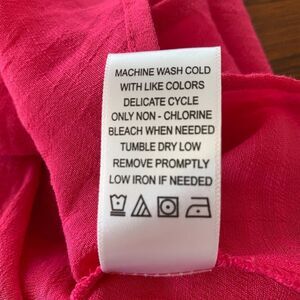 MACHINE WASH COLD
WITH LIKE COLORS
DELICATE CYCLE
ONLY NON - CHLORINE
BLEACH WHEN NEEDED
TUMBLE DRY LOW
REMOVE PROMPTLY
LOW IRON IF NEEDED